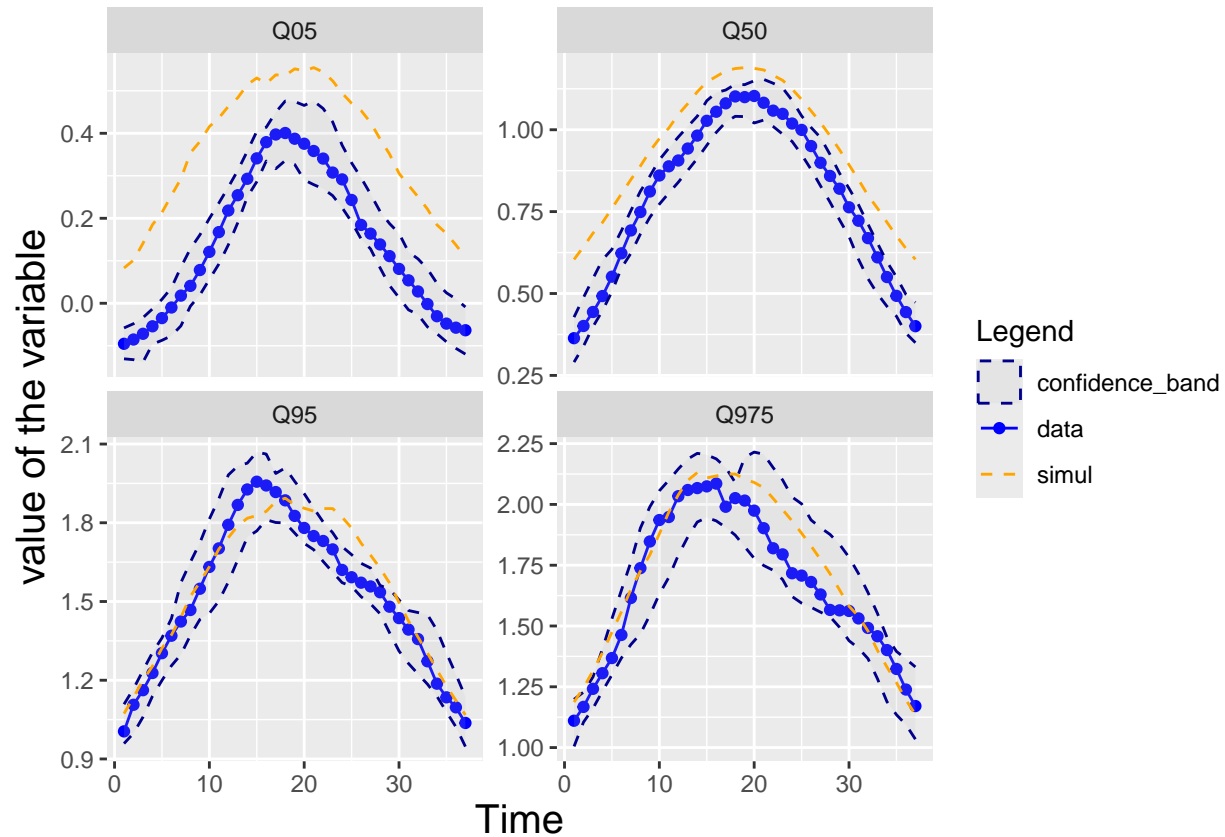 Q05
Q50
0.4
0.2
0.0
1.00
0.75
0.50
0.25
value of the variable
Q95
Q975
2.1
1.8
1.5
1.2
0.9
2.25
2.00
1.75
1.50
1.25
1.00
0 10 20 30
0 10 20 30
Time
Legend
confidence_band
data
simul